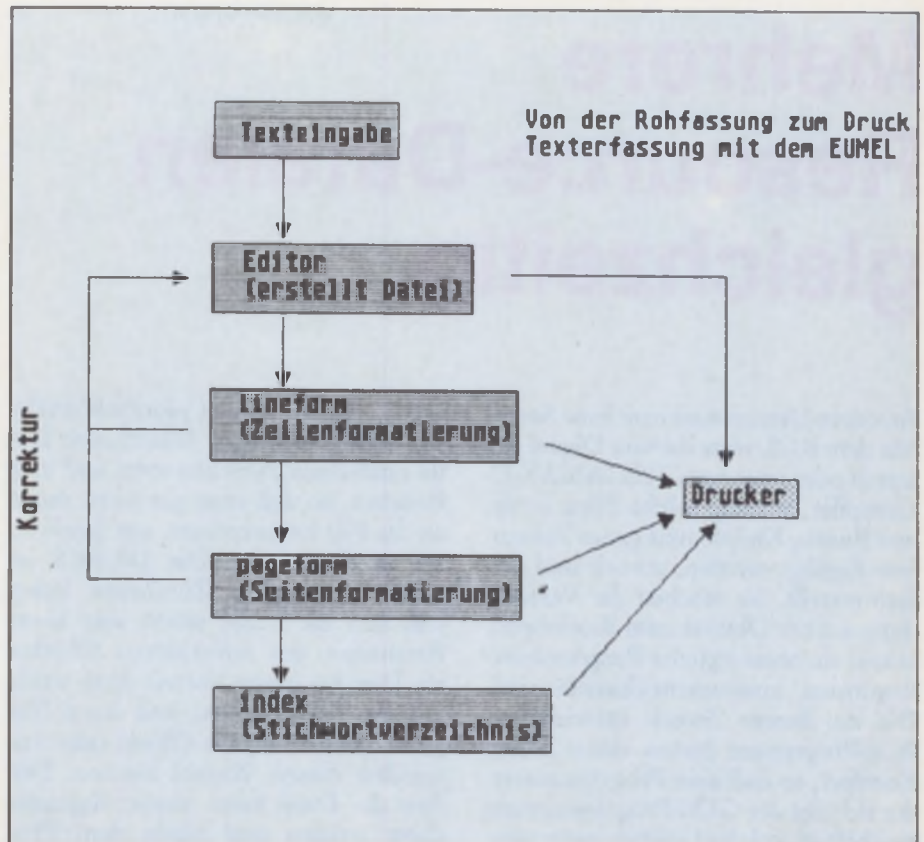 Texteingabe
Von der Rohfassung zum Druck
Texterfassung mit dem EUMEL
Editor
(erstellt Datei)
lineform
(Zeilenformatierung)
Korrektur
Drucker
pageform
(Seitenformatierung)
index
(Stichwortverzeichnis)